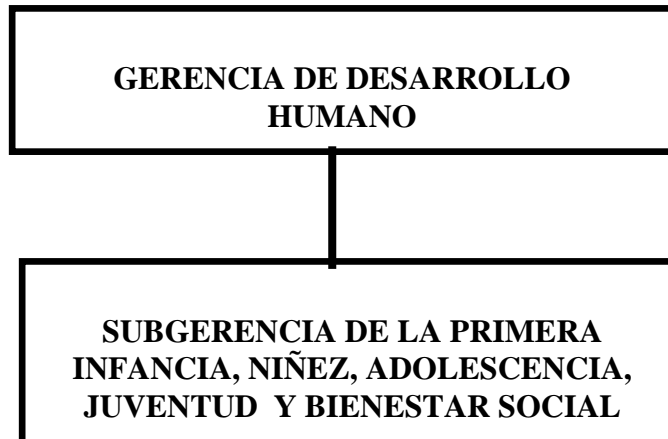 GERENCIA DE DESARROLLO
HUMANO
SUBGERENCIA DE LA PRIMERA
INFANCIA, NIÑEZ, ADOLESCENCIA,
JUVENTUD Y BIENESTAR SOCIAL